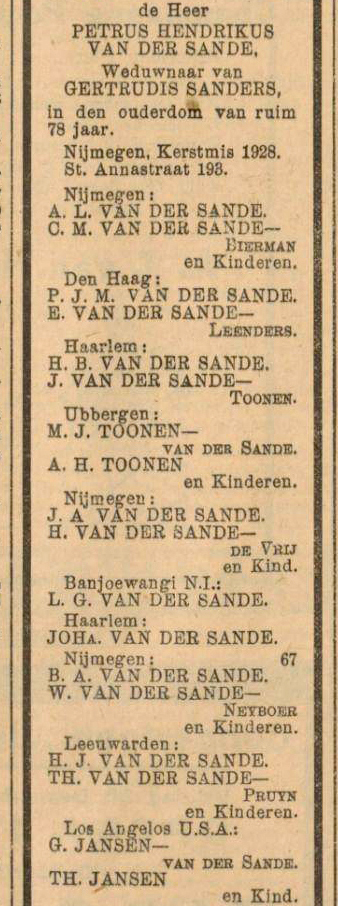 de Heer
PETRUS HENDRIKUS
VAN DER SANDE,
Weduwnaar van
GERTRUDIS SANDERS,
in den ouderdom van ruim
78 jaar.
Nijmegen, Kerstmis 1928.
St. Annastraat 193.
Nijmegen:
A. L. VAN DER SANDE.
C. M. VAN DER SANDE—
BIERMAN
en Kinderen.
Den Haag:
P. J. M. VAN DER SANDE.
E. VAN DER SANDE—
LEENDERS.
Haarlem:
H. B. VAN DER SANDE.
J. VAN DER SANDE—
TOONEN.
Ubbergen:
M. J. TOONEN—
VAN DER SANDE.
A. H. TOONEN
en Kinderen.
Nijmegen:
J. A VAN DER SANDE.
H. VAN DER SANDE—
DE VRIJ
en Kind.
Banjoewangi N.I.:
L. G. VAN DER SANDE.
Haarlem:
JOHA. VAN DER SANDE.
Nijmegen: 67
B. A. VAN DER SANDE.
W. VAN DER SANDE—
NEYBOER
en Kinderen.
Leeuwarden:
H. J. VAN DER SANDE.
TH. VAN DER SANDE—
PRUYN
en Kinderen.
Los Angelos U.S.A.:
G. JANSEN—
VAN DER SANDE.
TH. JANSEN
en Kind.